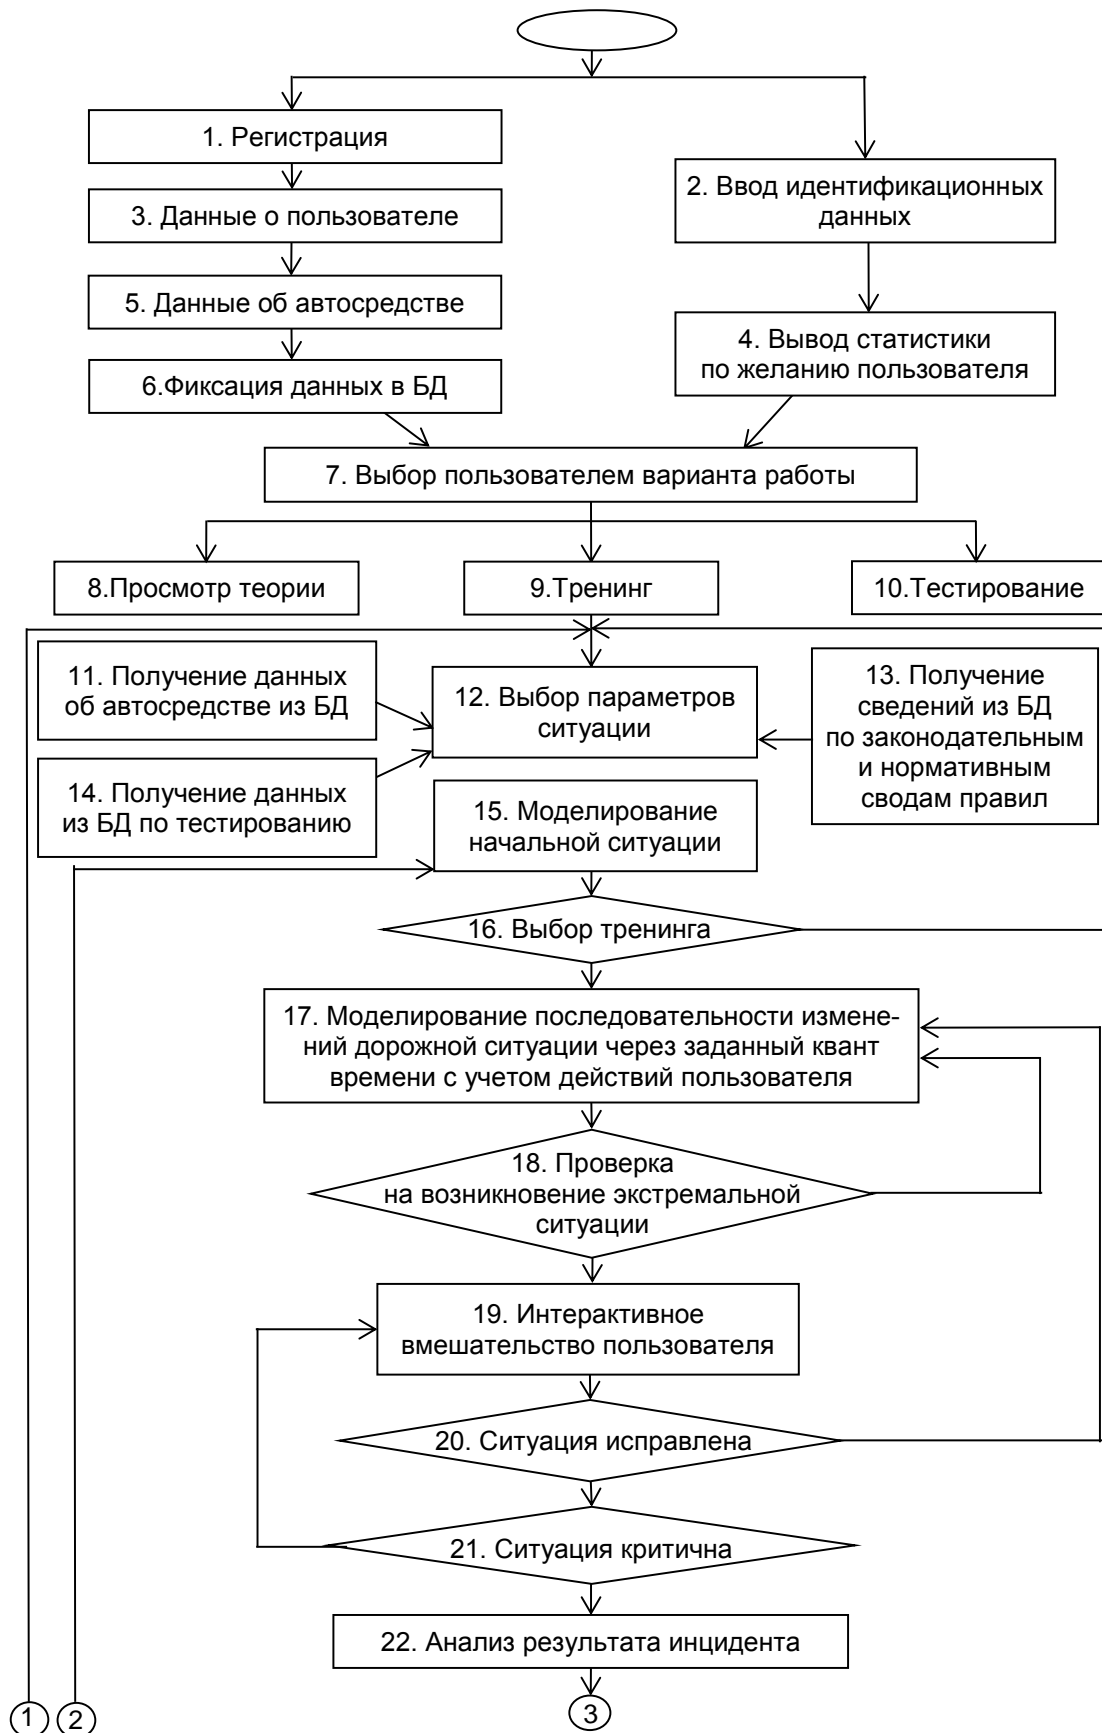 1. Регистрация
2. Ввод идентификационных
данных
3. Данные о пользователе
5. Данные об автосредстве
4. Вывод статистики
по желанию пользователя
6.Фиксация данных в БД
7. Выбор пользователем варианта работы
8.Просмотр теории
9.Тренинг
10.Тестирование
11. Получение данных
об автосредстве из БД
12. Выбор параметров
ситуации
13. Получение
сведений из БД
по законодательным
и нормативным
сводам правил
14. Получение данных
из БД по тестированию
15. Моделирование
начальной ситуации
16. Выбор тренинга
17. Моделирование последовательности измене-
ний дорожной ситуации через заданный квант
времени с учетом действий пользователя
18. Проверка
на возникновение экстремальной
ситуации
19. Интерактивное
вмешательство пользователя
20. Ситуация исправлена
21. Ситуация критична
22. Анализ результата инцидента
1
2
3